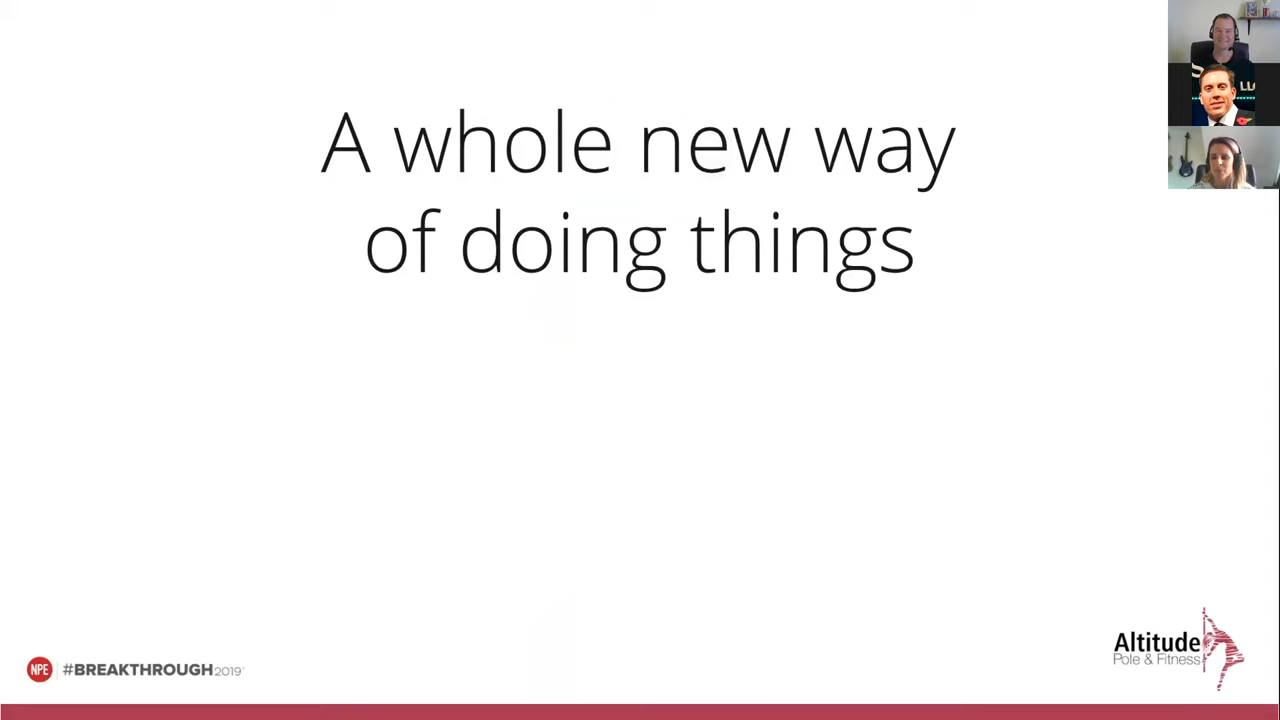 A whole new way
of doing things
NPE #BREAKTHROUGH2019
Altitude
Pole & Fitness